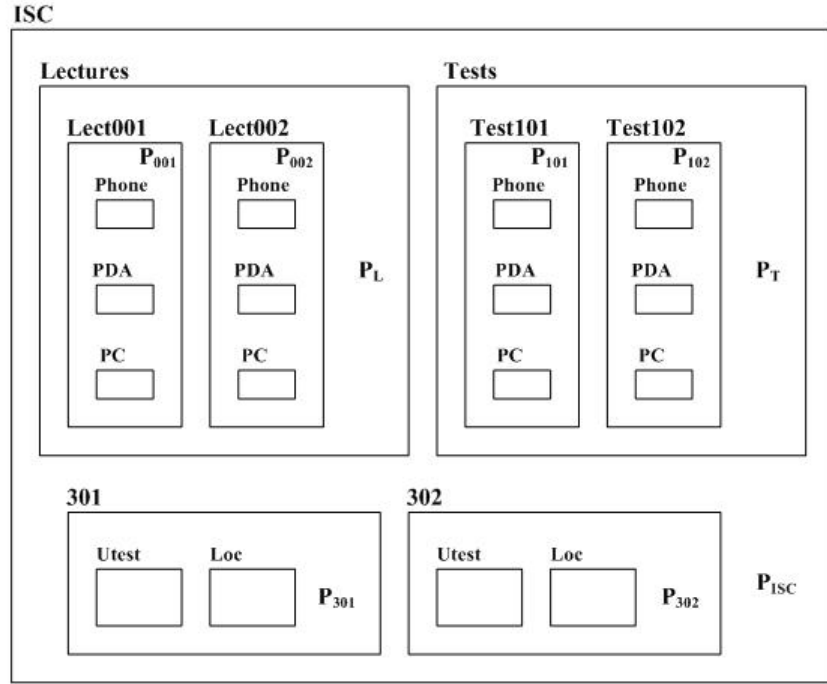 ISC
Lectures Tests
Lect001 Lect002 Test101 Test102
P001 P002 P101 P102
Phone Phone Phone Phone
PDA PDA PDA PDA
PL PT
PC PC PC PC
301 302
Utest Loc Utest Loc
P301 P302 PISC